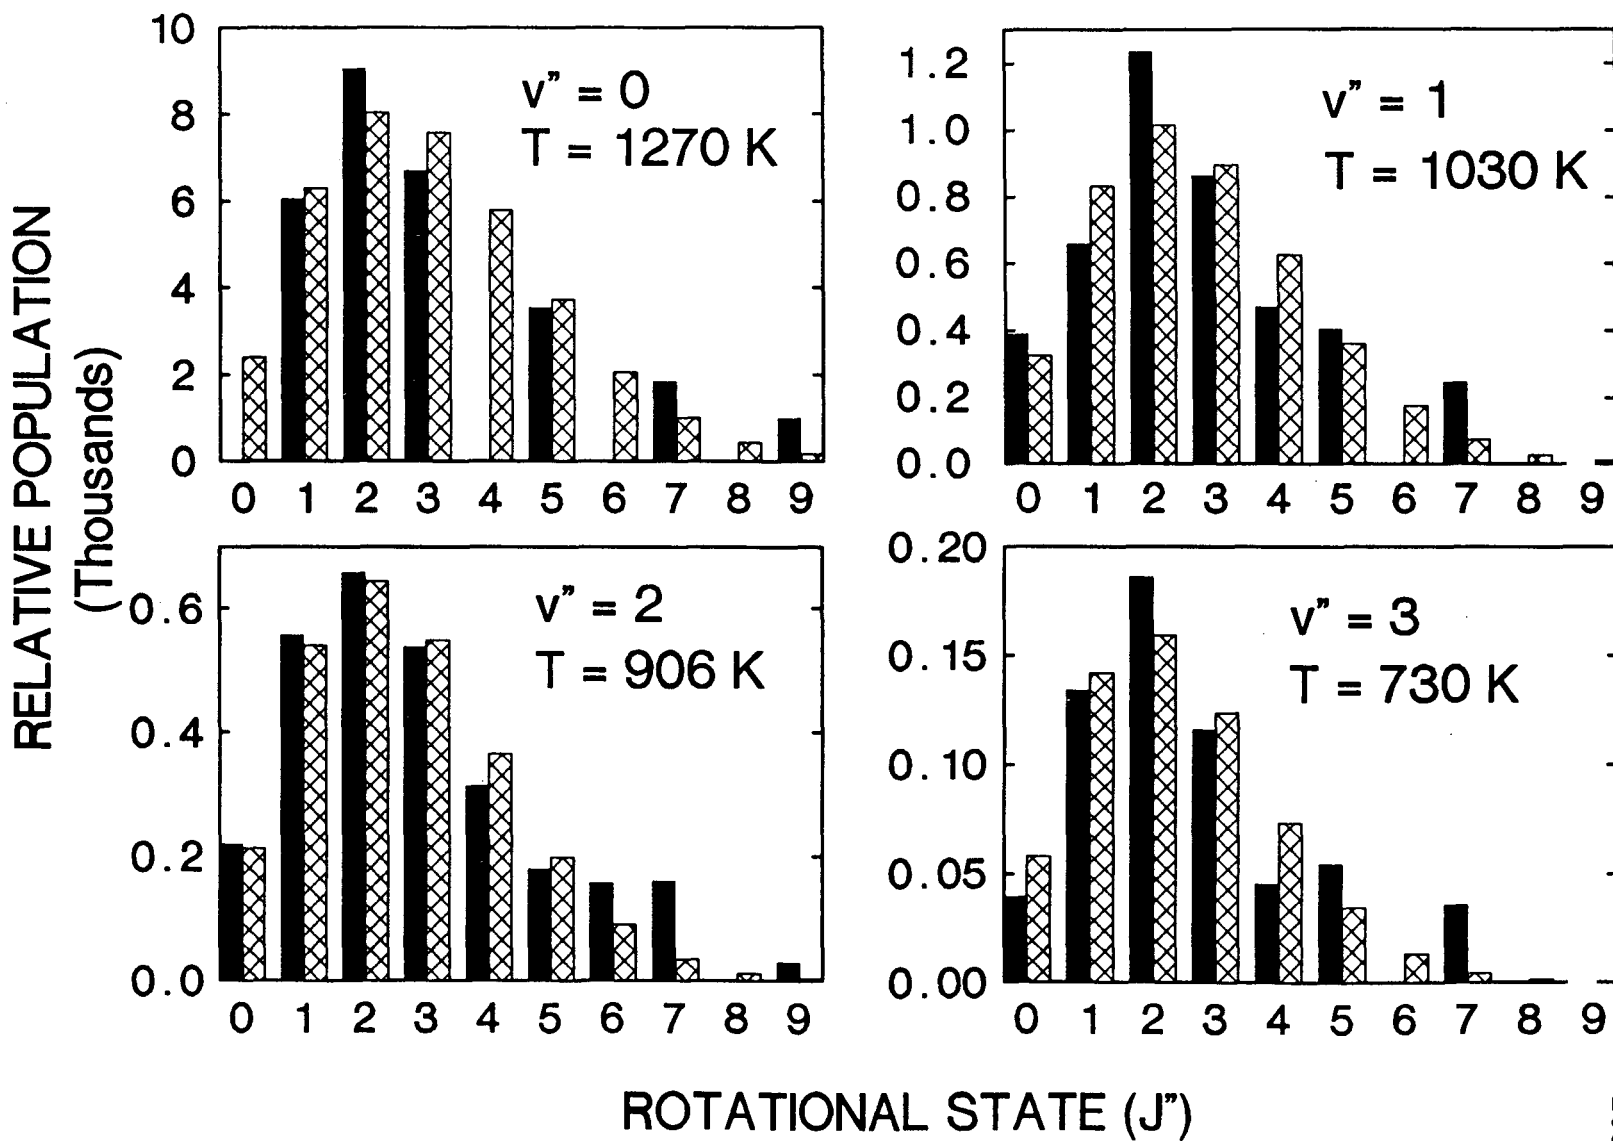 RELATIVE POPULATION
(Thousands)
10
8
6
4
2
0
v" = 0
T = 1270 K
0 1 2 3 4 5 6 7 8 9
1.2
1.0
0.8
0.6
0.4
0.2
0.0
v" = 1
T = 1030 K
0 1 2 3 4 5 6 7 8 9
0.6
0.4
0.2
0.0
v" = 2
T = 906 K
0 1 2 3 4 5 6 7 8 9
0.20
0.15
0.10
0.05
0.00
v" = 3
T = 730 K
0 1 2 3 4 5 6 7 8 9
ROTATIONAL STATE (J")